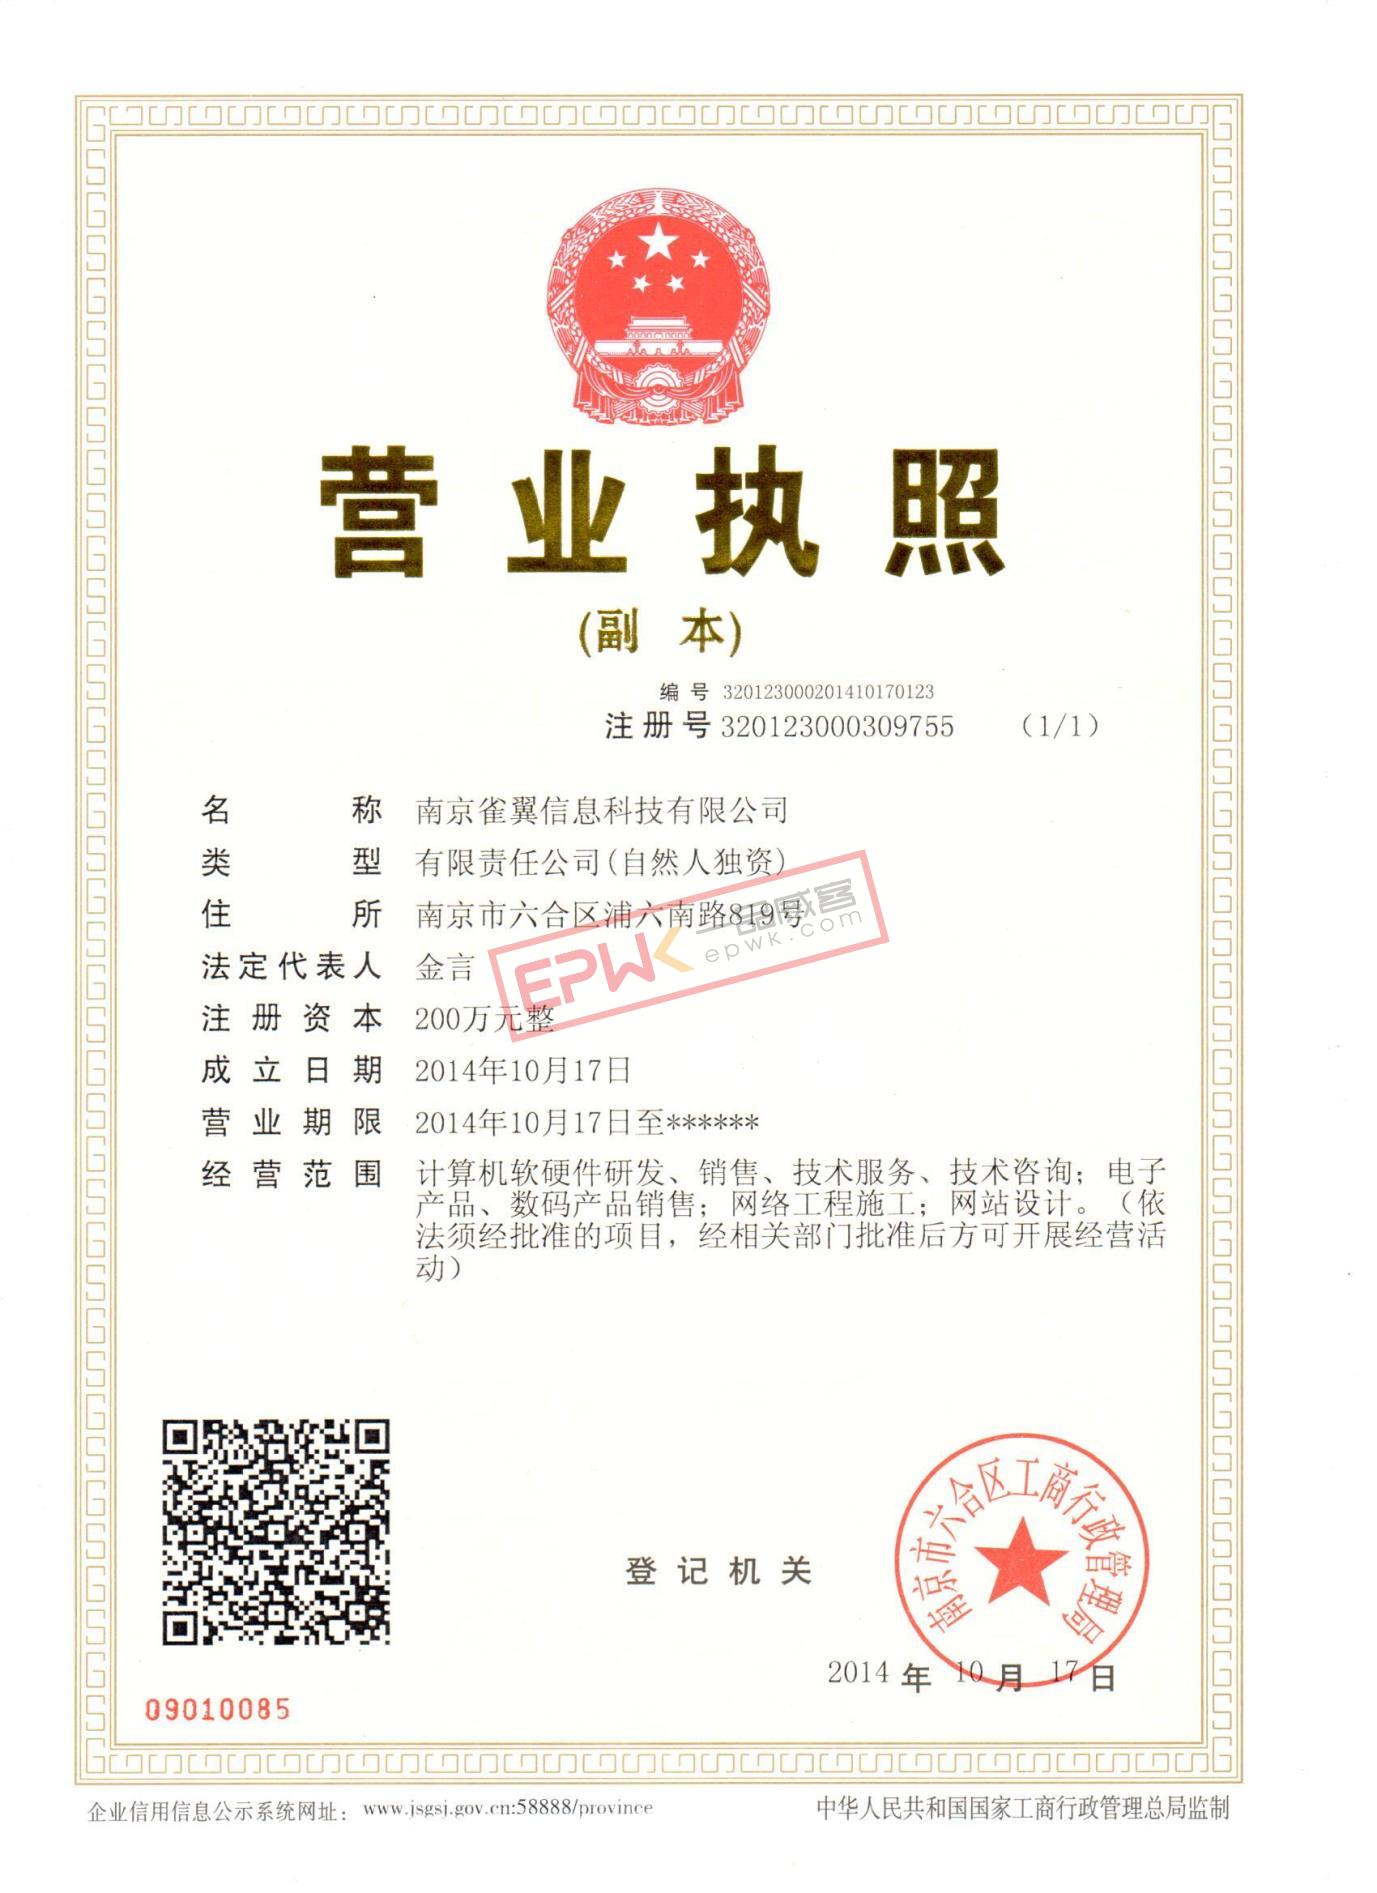 营业执照
(副 本)
编 号 320123000201410170123
注册号 320123000309755 (1/1)
名 称 南京雀翼信息科技有限公司
类 型 有限责任公司(自然人独资)
住 所 南京市六合区浦六南路819号
法定代表人 金言
注 册 资 本 200万元整
成 立 日 期 2014年10月17日
营 业 期 限 2014年10月17日至******
经 营 范 围 计算机软硬件研发、销售、技术服务、技术咨询；电子
产品、数码产品销售；网络工程施工；网站设计。（依
法须经批准的项目，经相关部门批准后方可开展经营活
动）
EPWK 一品威客
epwk.com
登 记 机 关
南京市六合区工商行政管理局
2014 年 10 月 17 日
09010085
企业信用信息公示系统网址： www.jsgsj.gov.cn:58888/province
中华人民共和国国家工商行政管理总局监制